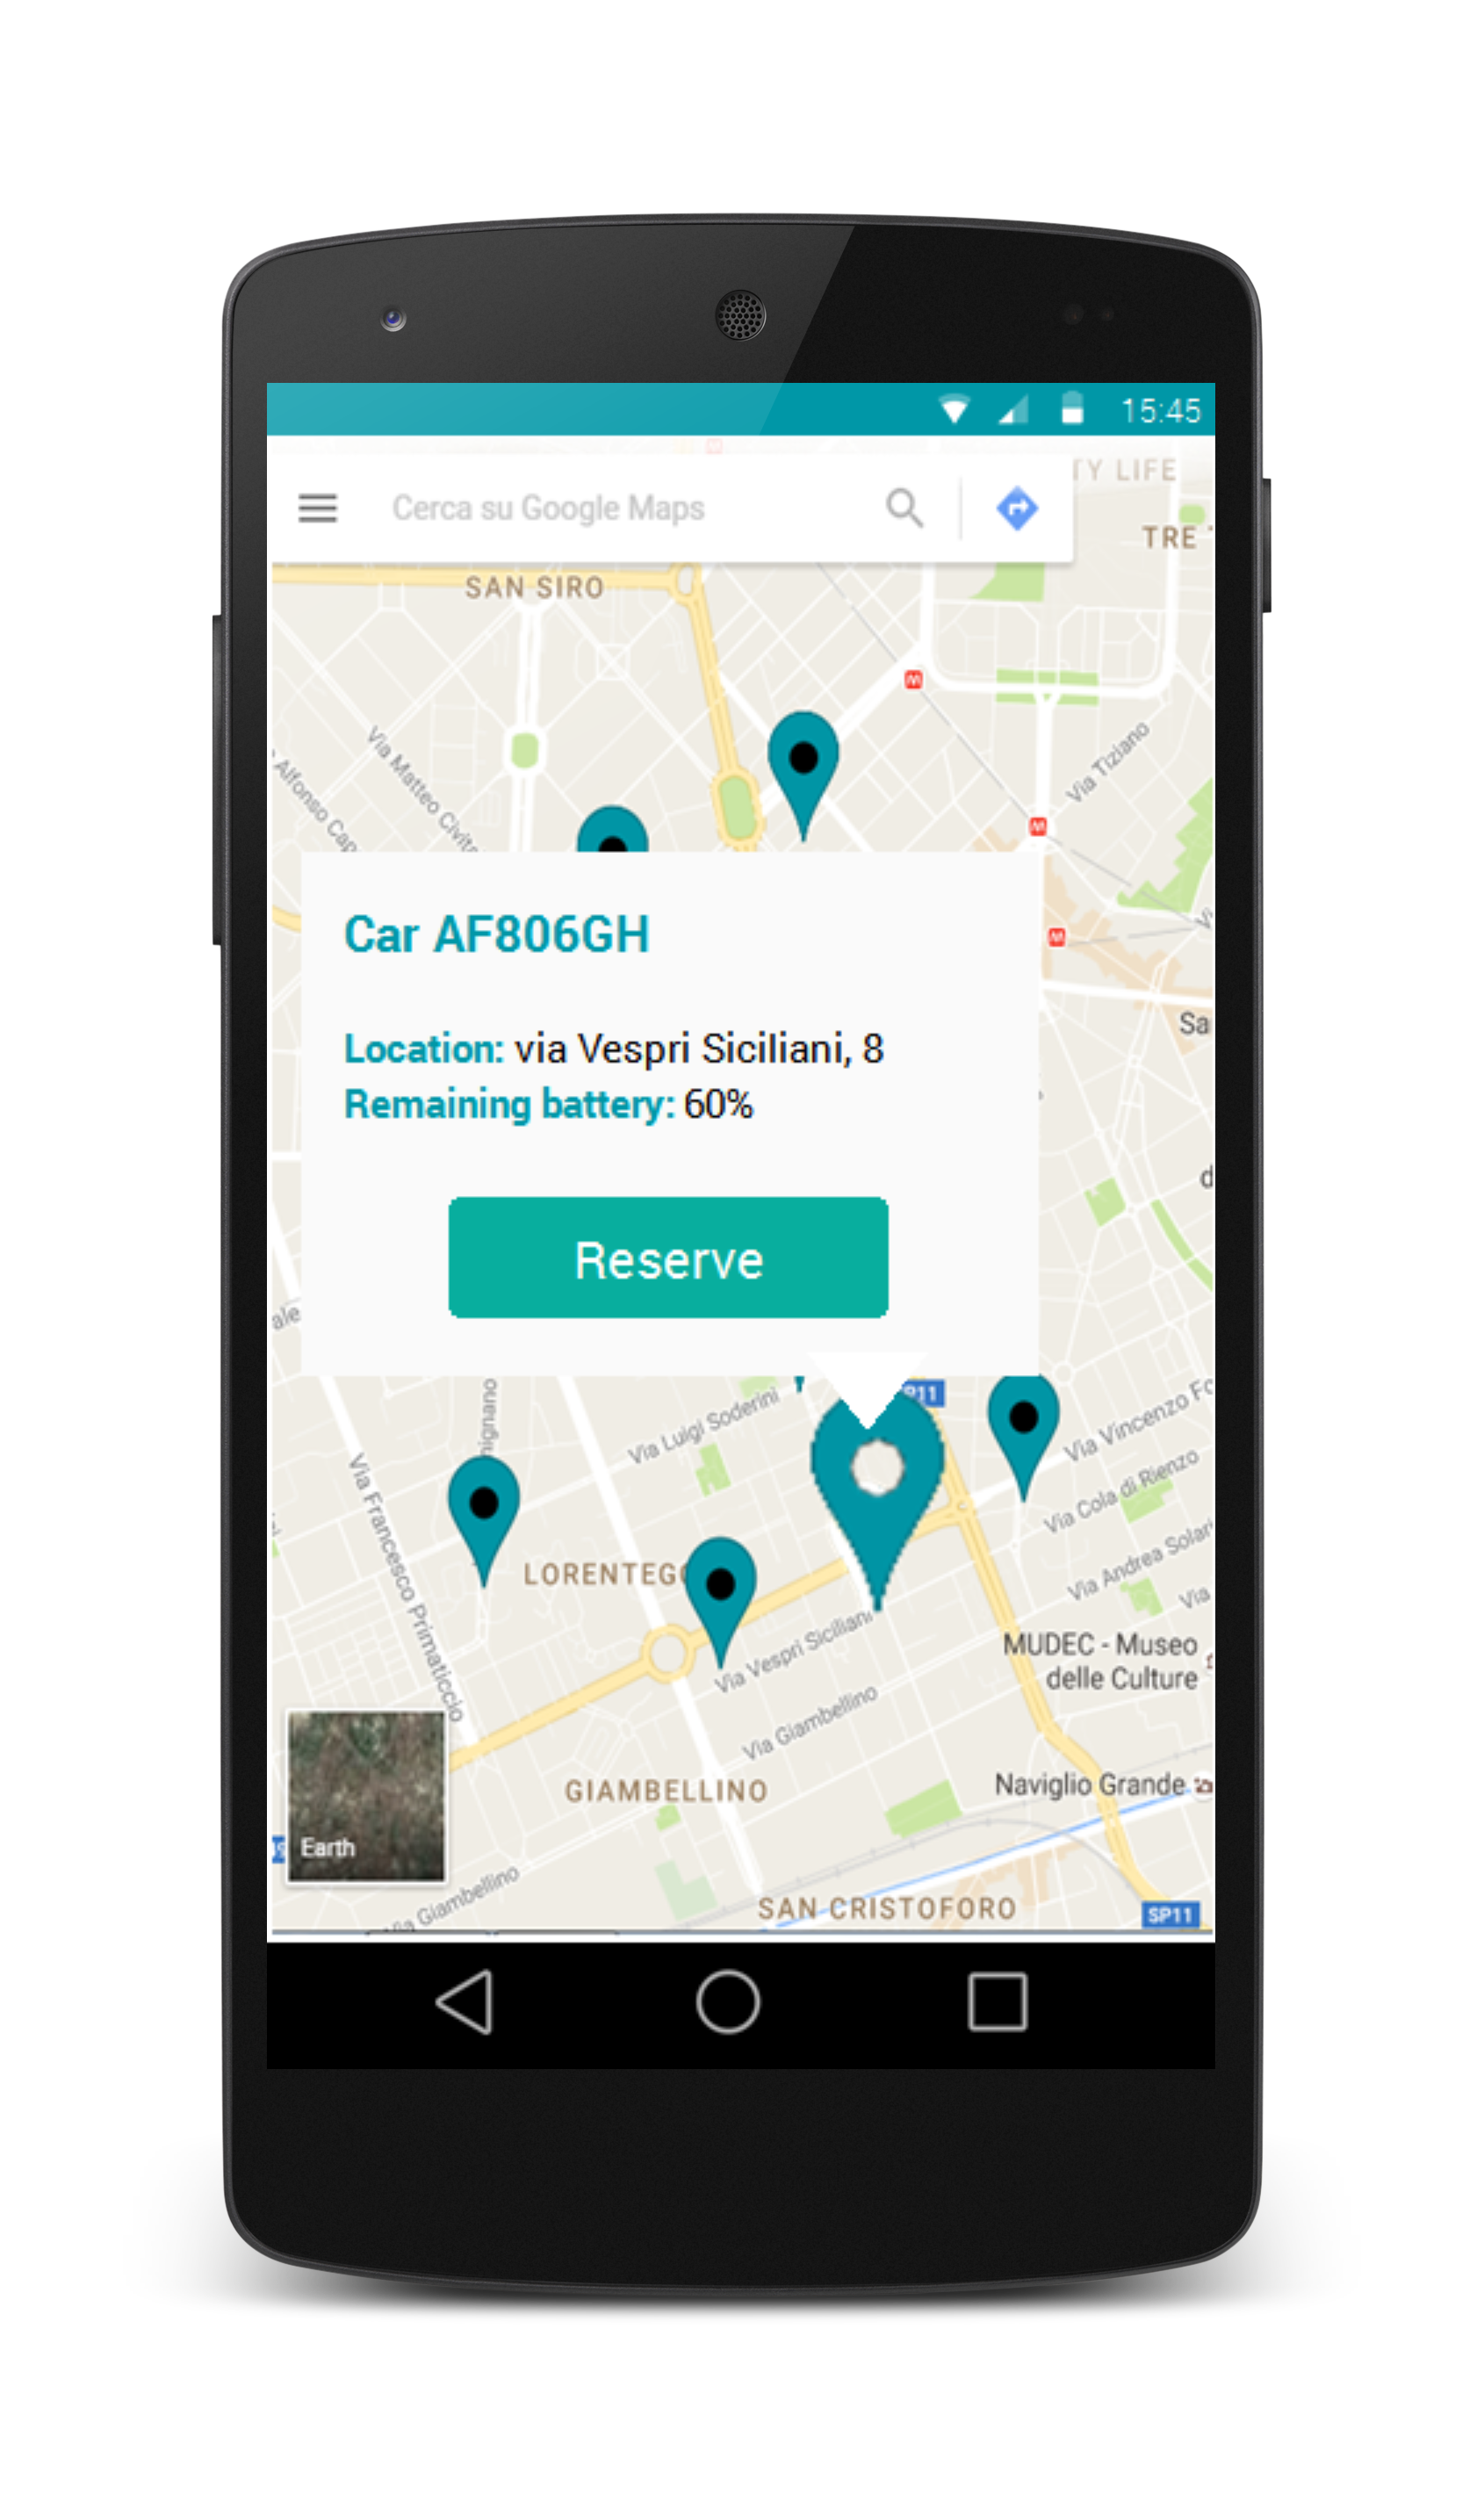 15:45
TY LIFE
Cerca su Google Maps
TRE
SAN SIRO
Via Tiziano
Via Matteo Civita
Alfonso Cap
Car AF806GH
Sa
Location: via Vespri Siciliani, 8
Remaining battery: 60%
d
Reserve
ale
Via Luigi Soderini
P11
Via Vincenzo Fo
nignano
Via Cola di Rienzo
Via Francesco Primaticcio
Via Andrea Solari
LORENTEGO
Via
Via Vespri Siciliani
MUDEC - Museo
delle Culture
Via Giambellino
GIAMBELLINO
Naviglio Grande
Earth
Via Giambellino
SAN CRISTOFORO
SP11